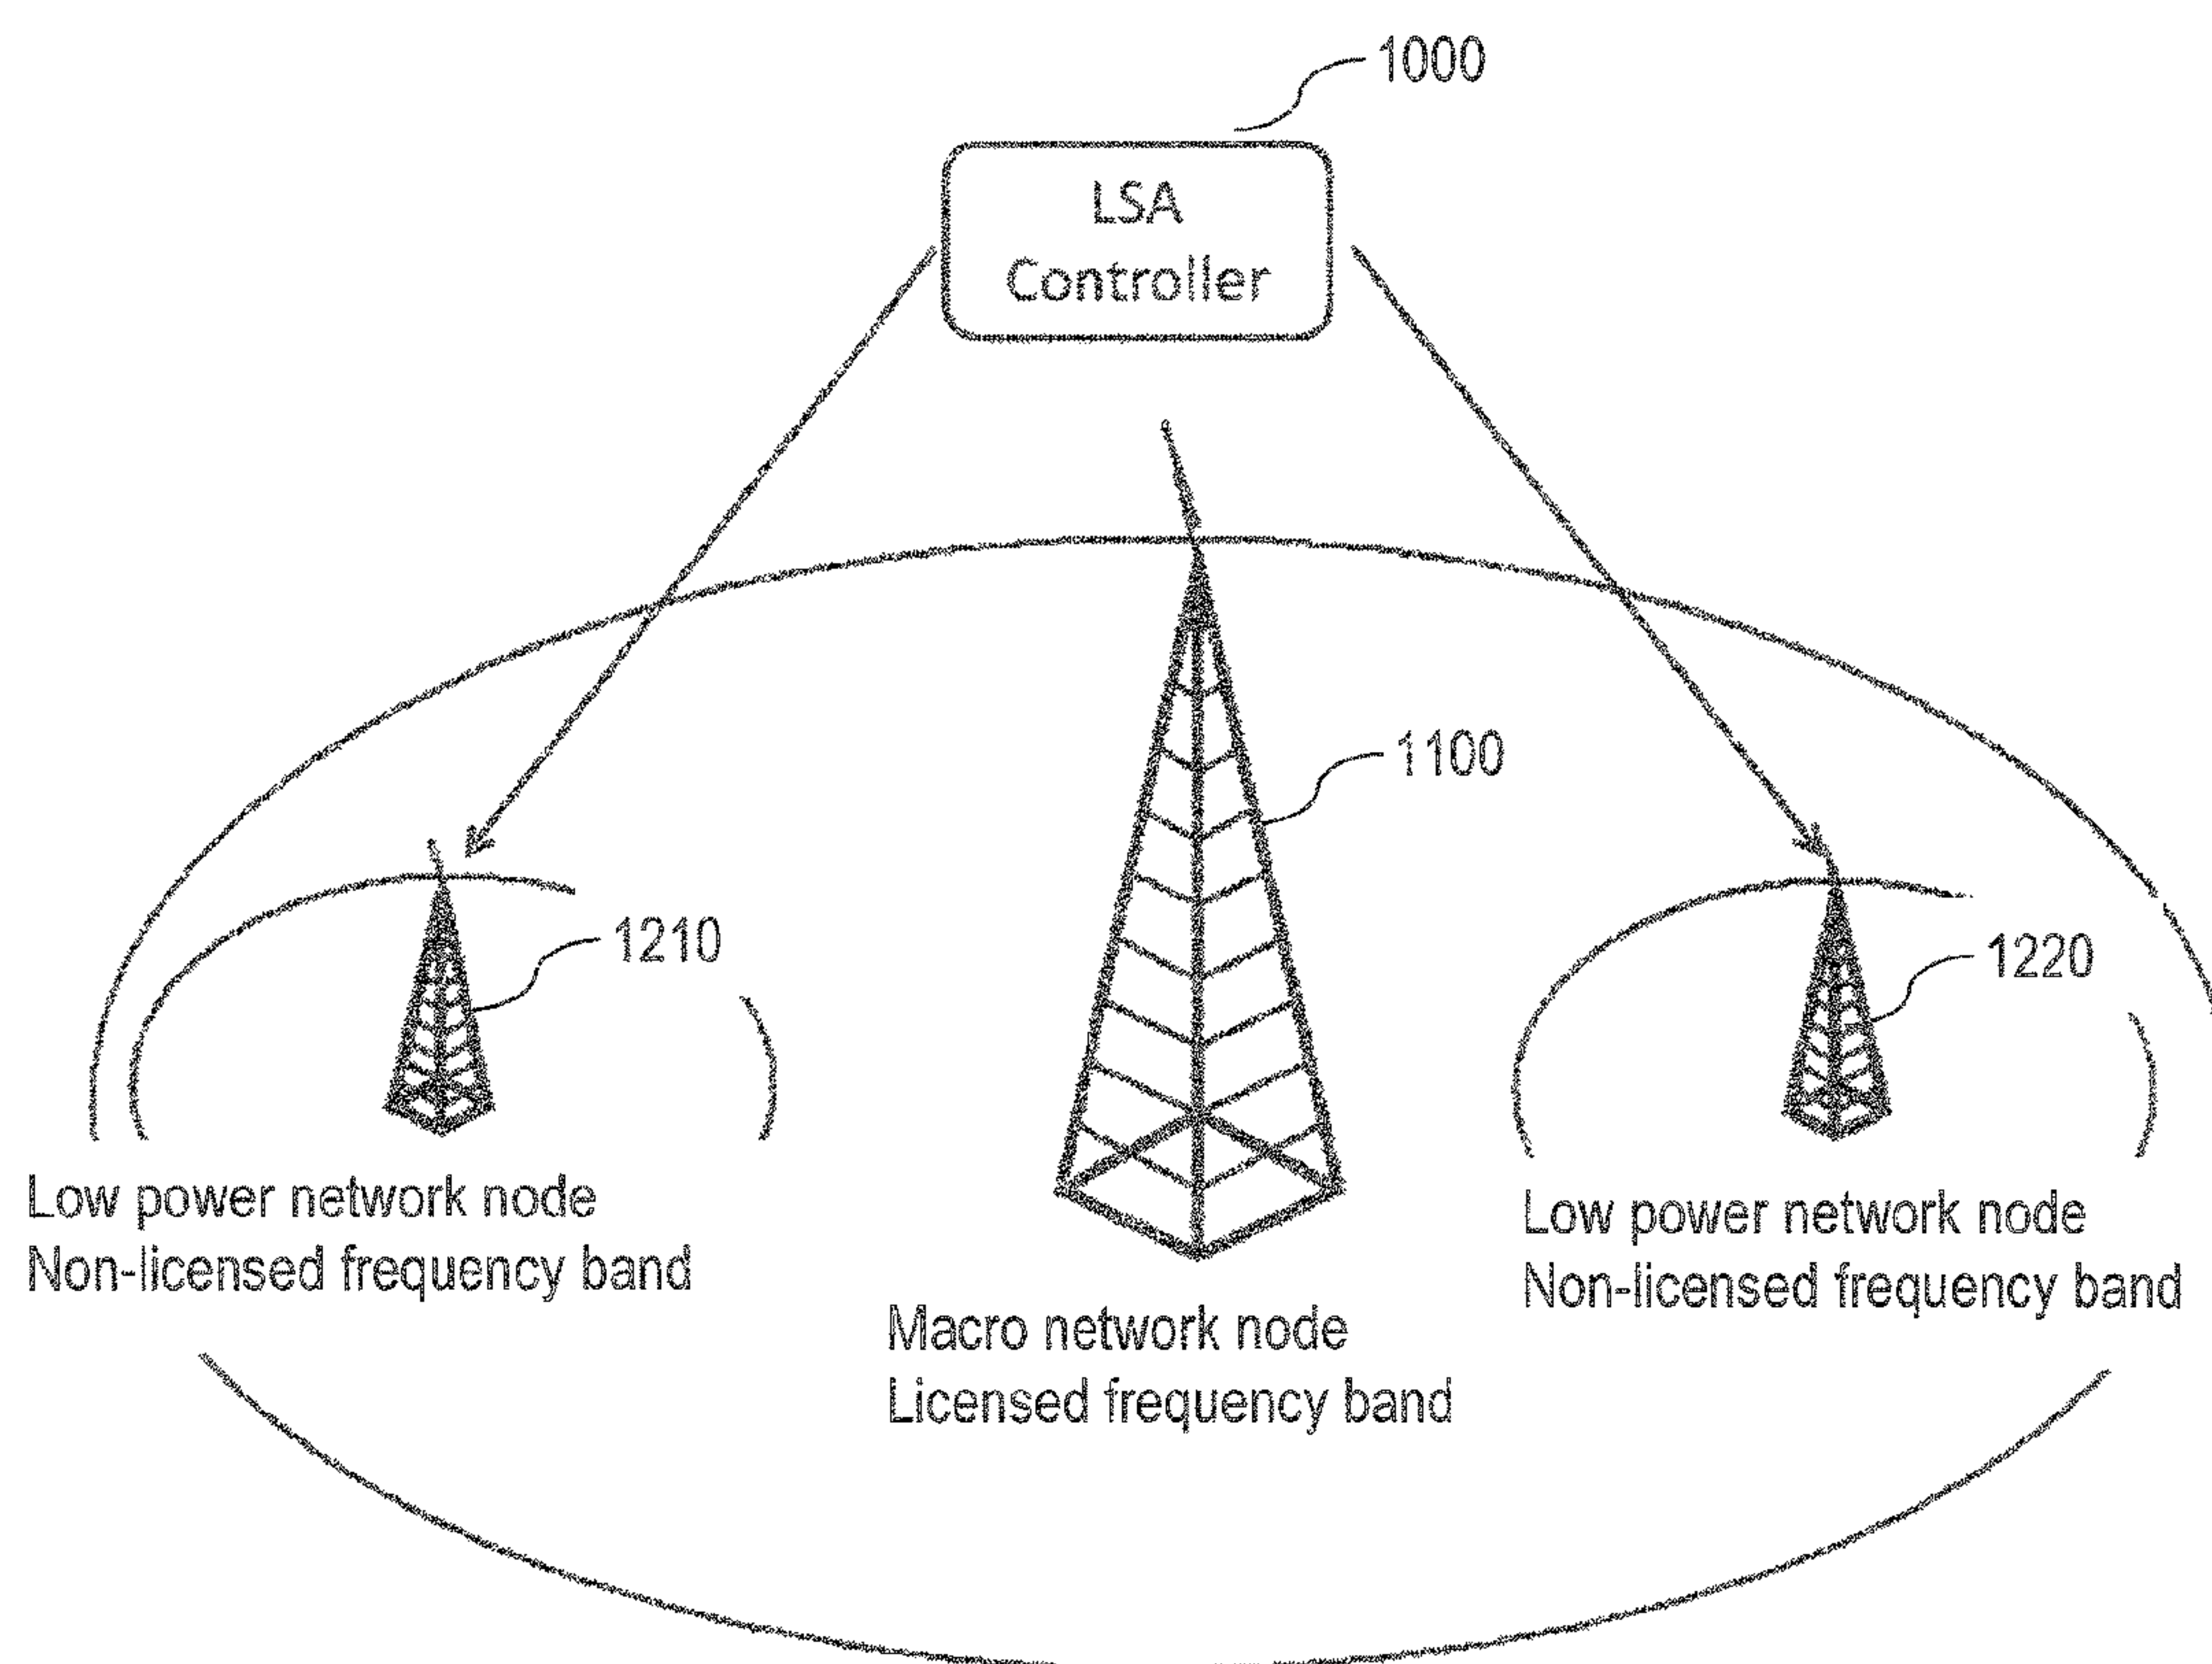 1000
LSA
Controller
1100
1210
1220
Low power network node
Non-licensed frequency band
Low power network node
Non-licensed frequency band
Macro network node
Licensed frequency band